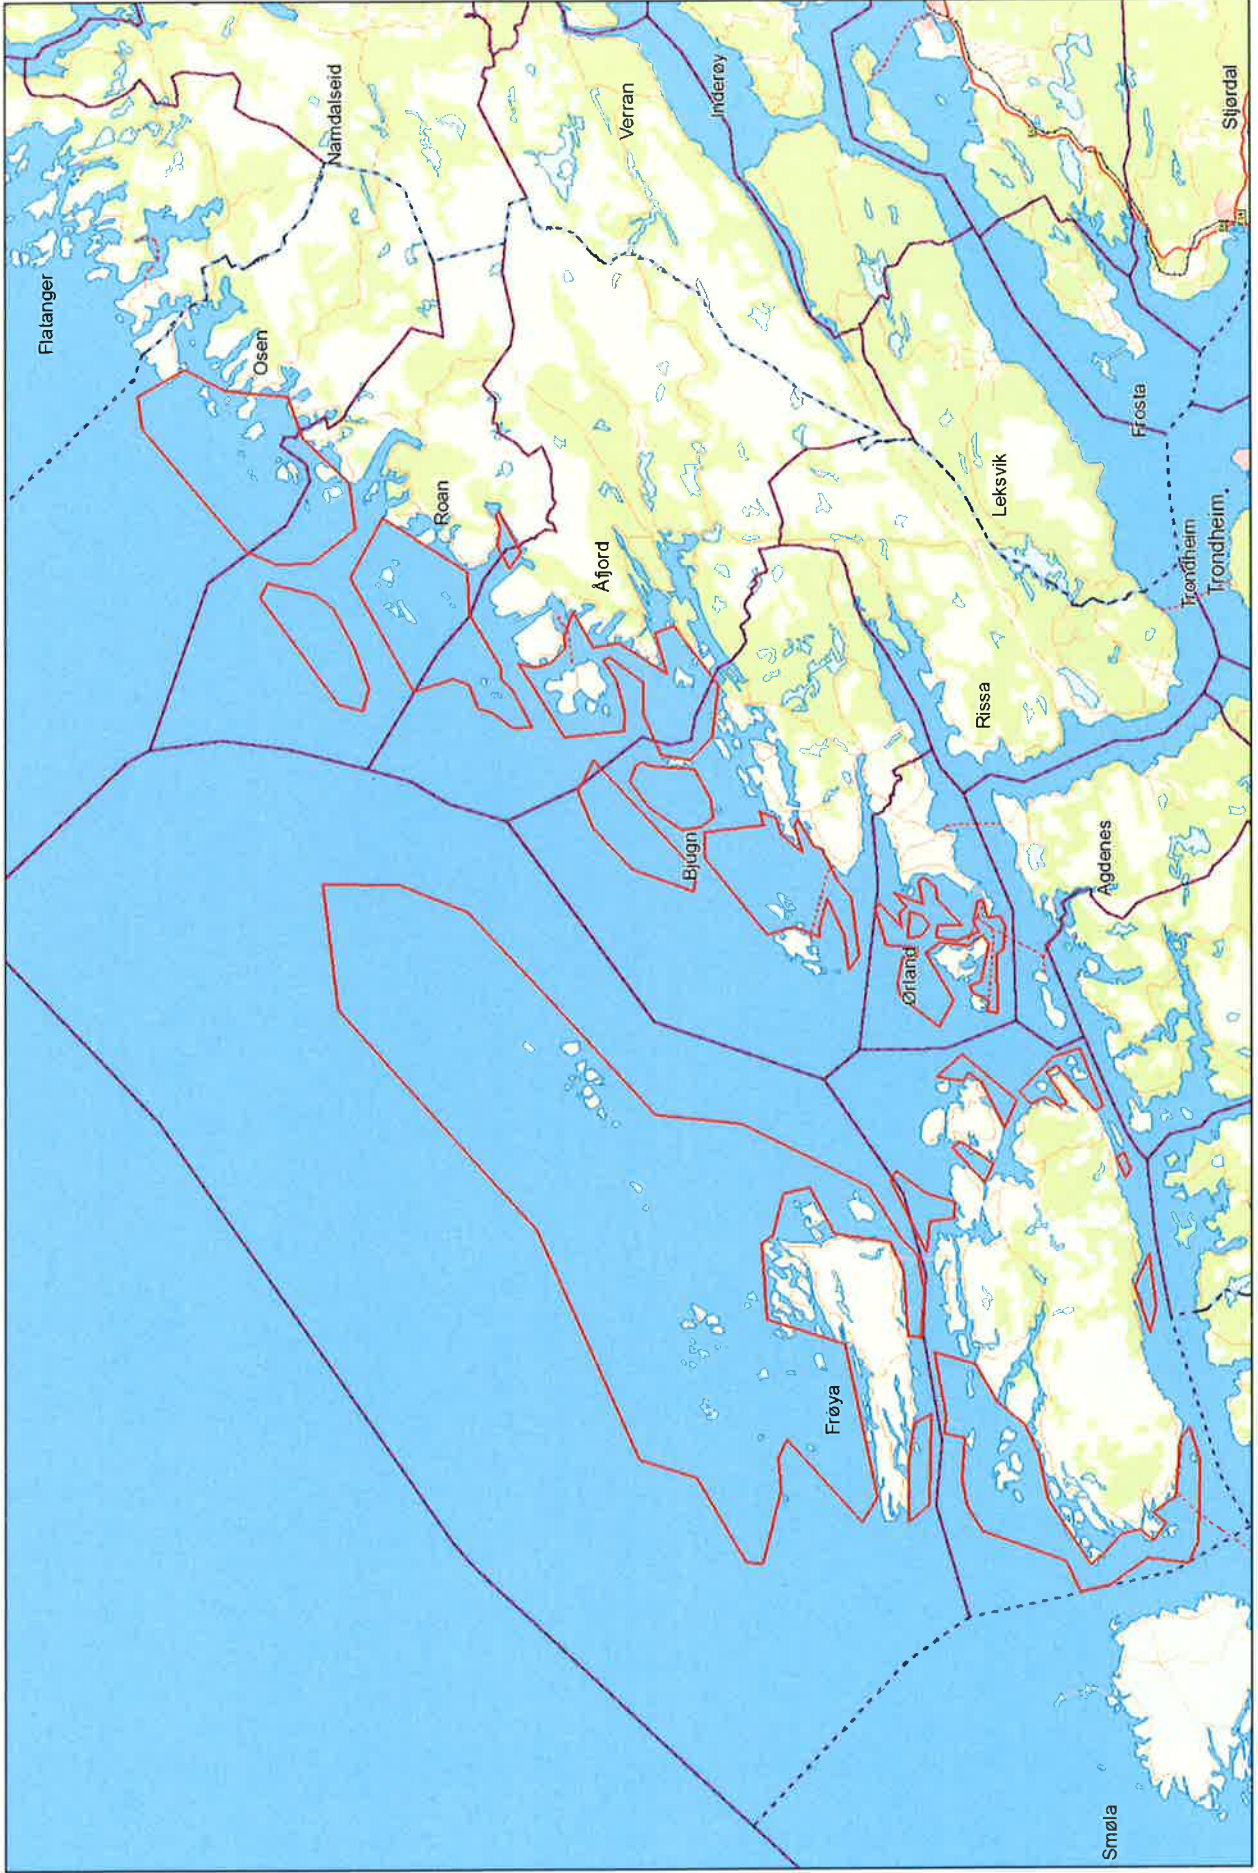 Flatanger
Namdalseid
Osen
Verran
Inderøy
Stjørdal
Roan
Åfjord
Frosta
Leksvik
Trondheim
Trondheim
Rissa
Bjugn
Agdenes
Ørland
Frøya
Smøla